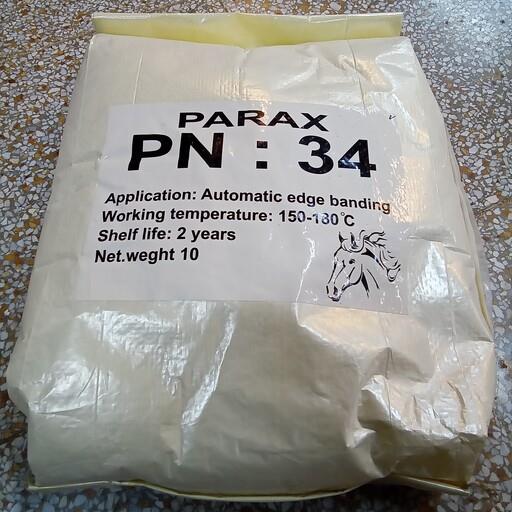 PARAX
PN : 34
Application: Automatic edge banding
Working temperature: 150-180°C
Shelf life: 2 years
Net.weght 10